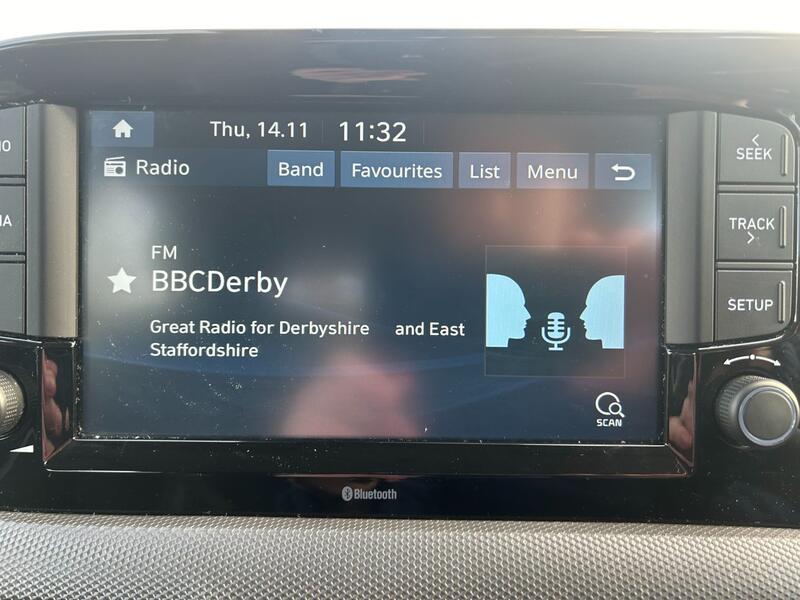 Thu, 14.11 11:32
Radio Band Favourites List Menu
FM
BBCDerby
Great Radio for Derbyshire and East
Staffordshire
SCAN
SEEK
TRACK
SETUP
Bluetooth